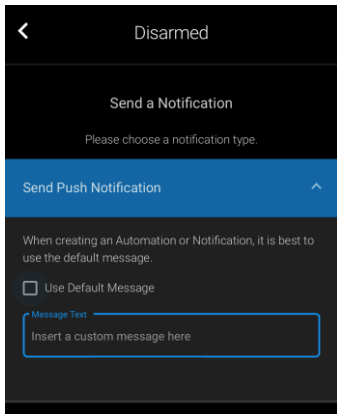 Disarmed
Send a Notification
Please choose a notification type.
Send Push Notification
When creating an Automation or Notification, it is best to
use the default message.
Use Default Message
Message Text
Insert a custom message here